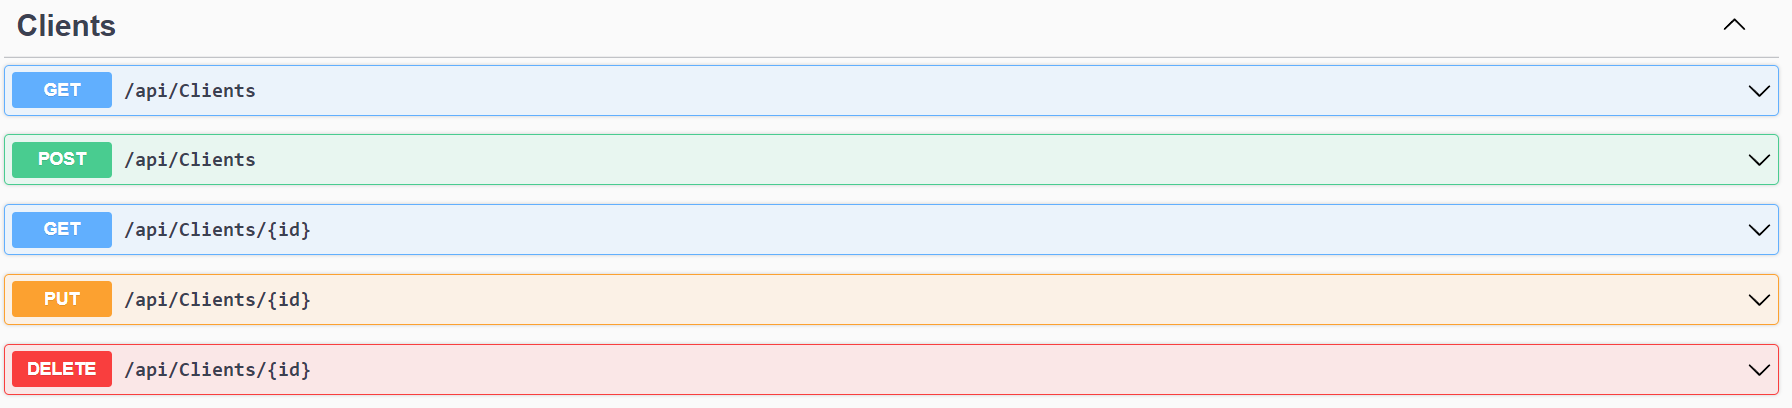 Clients
GET /api/Clients
POST /api/Clients
GET /api/Clients/{id}
PUT /api/Clients/{id}
DELETE /api/Clients/{id}